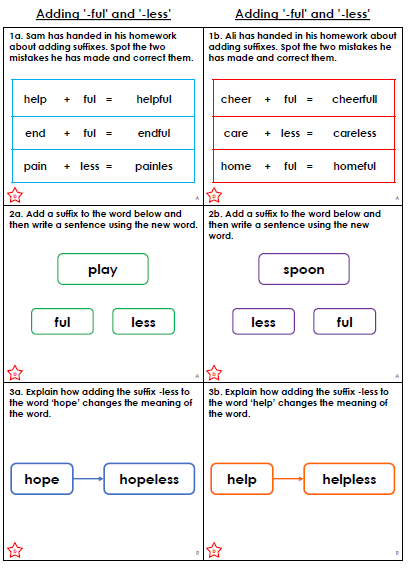 Adding '-ful' and '-less'
1a. Sam has handed in his homework
about adding suffixes. Spot the two
mistakes he has made and correct them.
help + ful = helpful
end + ful = endful
pain + less = painles
A
Adding '-ful' and '-less'
1b. Ali has handed in his homework about
adding suffixes. Spot the two mistakes he
has made and correct them.
cheer + ful = cheerfull
care + less = careless
home + ful = homeful
A
2a. Add a suffix to the word below and
then write a sentence using the new word.
play
ful less
A
2b. Add a suffix to the word below and
then write a sentence using the new
word.
spoon
less ful
A
3a. Explain how adding the suffix -less to
the word ‘hope’ changes the meaning of
the word.
hope hopeless
R
3b. Explain how adding the suffix -less to
the word ‘help’ changes the meaning of
the word.
help helpless
R